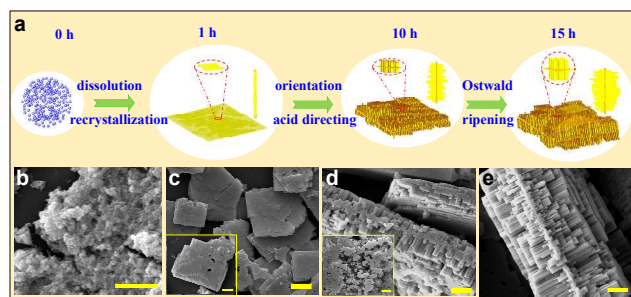 a
0 h
1 h
10 h
15 h
dissolution
recrystallization
orientation
acid directing
Ostwald
ripening
b
c
d
e